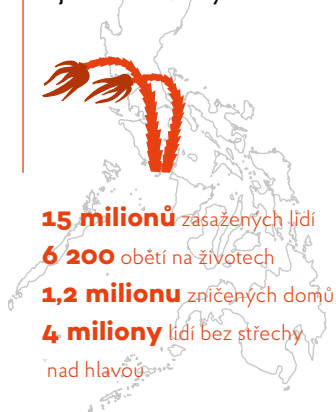 15 milionů zasažených lidí
6 200 obětí na životech
1,2 milionu zničených domů
4 miliony lidí bez střechy
nad hlavou